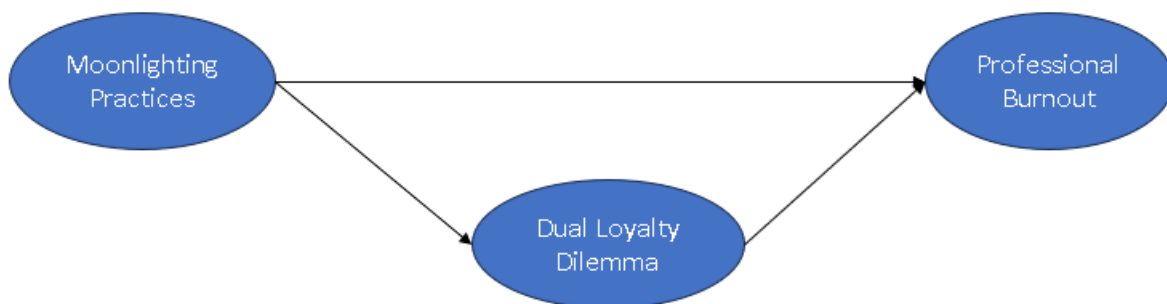 Moonlighting
Practices
Professional
Burnout
Dual Loyalty
Dilemma